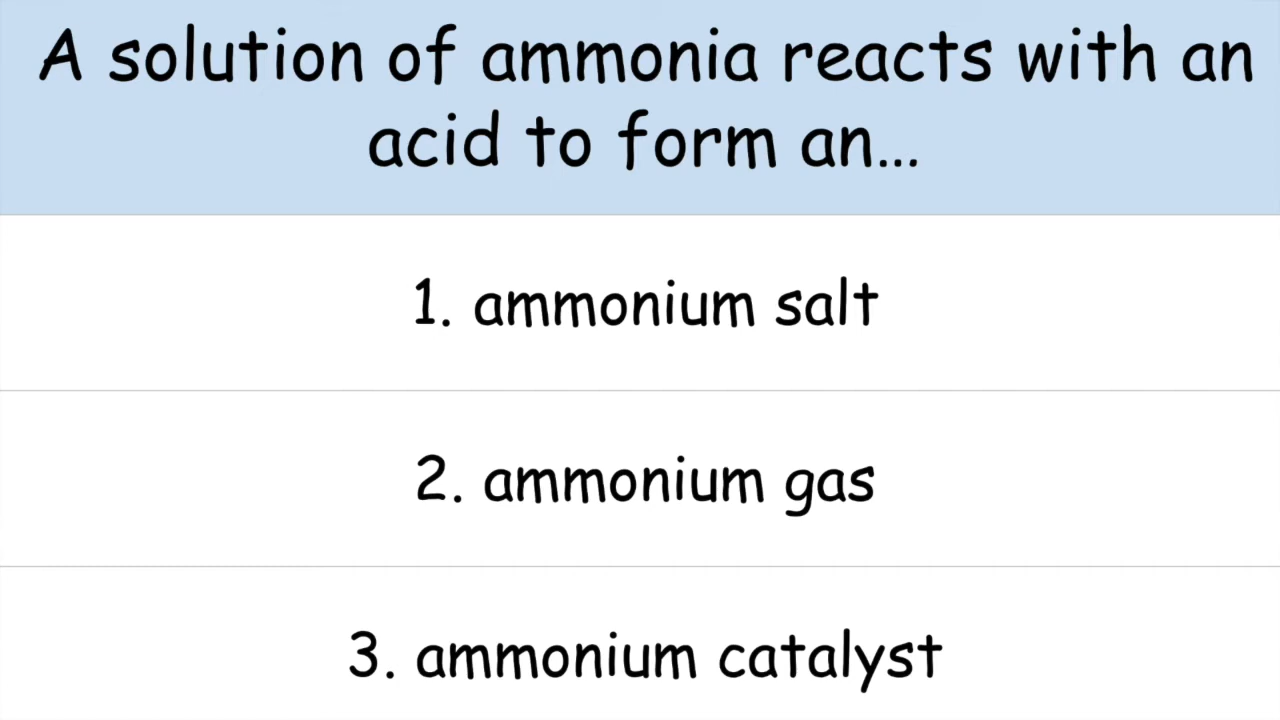 A solution of ammonia reacts with an
acid to form an...
1. ammonium salt
2. ammonium gas
3. ammonium catalyst